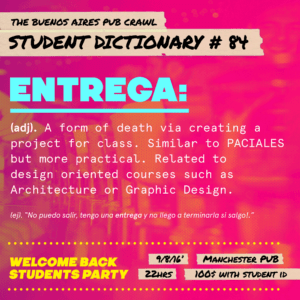 THE BUENOS AIRES PUB CRAWL
STUDENT DICTIONARY # 84
ENTREGA:
(adj). A form of death via creating a
project for class. Similar to PACIALES
but more practical. Related to
design oriented courses such as
Architecture or Graphic Design.
(ej). "No puedo salir, tengo una entrega y no llego a terminarla si salgo!."
WELCOME BACK
STUDENTS PARTY
9/8/16'
MANCHESTER PUB
22HRS
100$ WITH STUDENT ID